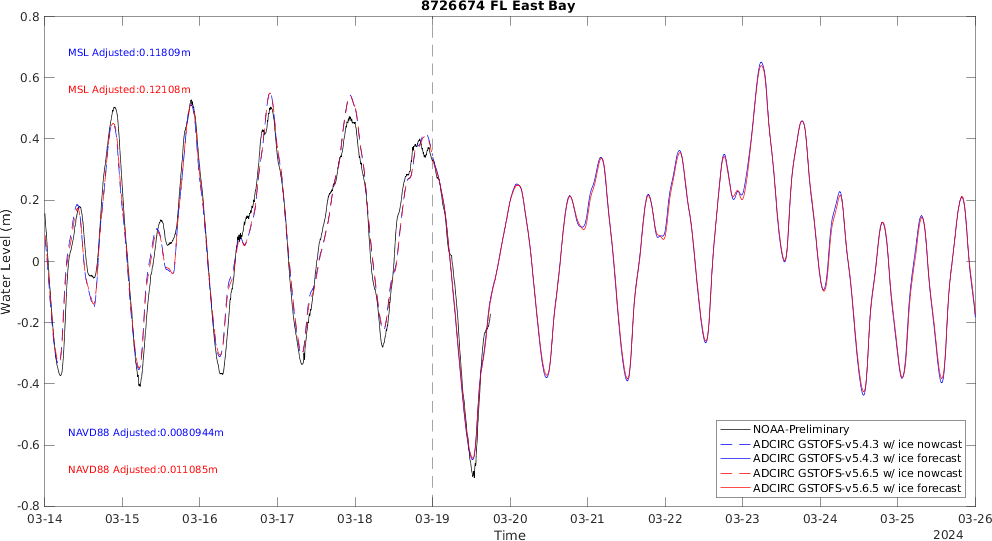 8726674 FL East Bay
0.8
0.6
0.4
0.2
0
-0.2
-0.4
-0.6
-0.8
Water Level (m)
MSL Adjusted:0.11809m
MSL Adjusted:0.12108m
NAVD88 Adjusted:0.0080944m
NAVD88 Adjusted:0.011085m
NOAA-Preliminary
ADCIRC GSTOFS-v5.4.3 w/ ice nowcast
ADCIRC GSTOFS-v5.4.3 w/ ice forecast
ADCIRC GSTOFS-v5.6.5 w/ ice nowcast
ADCIRC GSTOFS-v5.6.5 w/ ice forecast
03-14 03-15 03-16 03-17 03-18 03-19 03-20 03-21 03-22 03-23 03-24 03-25 03-26
Time
2024